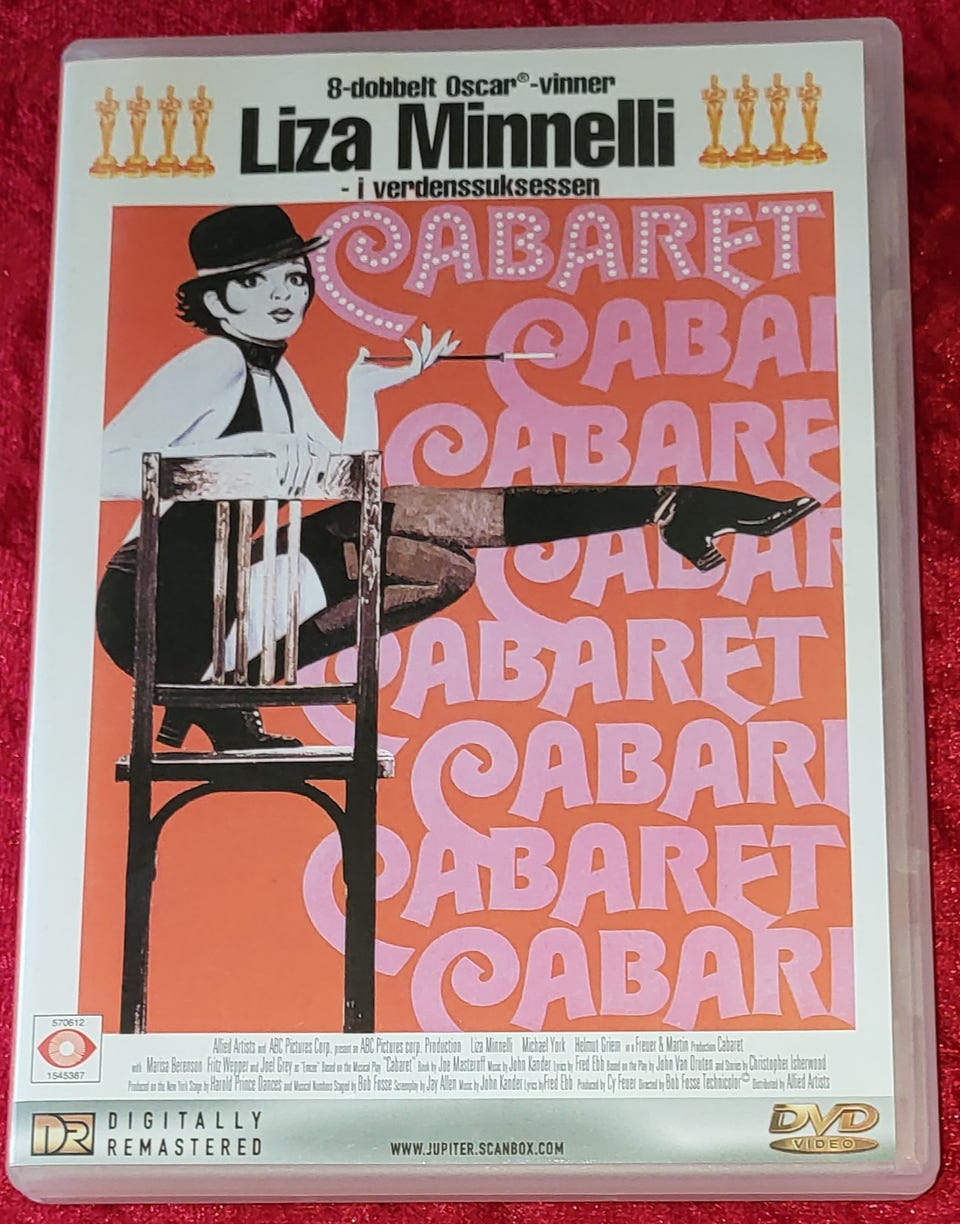 8-dobbelt Oscar®-vinner
Liza Minnelli
- i verdenssuksessen
CABARET
CABAR
CABARE
CABAR
CABARET
CABARE
CABARET
CABARE
570612
1545387
Allied Artists and ABC Pictures Corp. present an ABC Pictures corp. Production Liza Minnelli Michael York Helmut Griem in a Freuer & Martin Production Cabaret
with Marisa Berenson Fritz Wepper and Joel Grey as "Emcee" Based on the Musical Play "Cabaret" Book by Joe Masteroff Music by John Kander Lyrics by Fred Ebb Based on the Play by John Van Druten and Stories by Christopher Isherwood
Produced on the New York Stage by Harold Prince Dances and Musical Numbers Staged by Bob Fosse Screenplay by Jay Allen Music by John Kander Lyrics by Fred Ebb Produced by Cy Feuer Directed by Bob Fosse Technicolor© Distributed by Allied Artists
DR DIGITALLY
REMASTERED
WWW.JUPITER.SCANBOX.COM
DVD
VIDEO